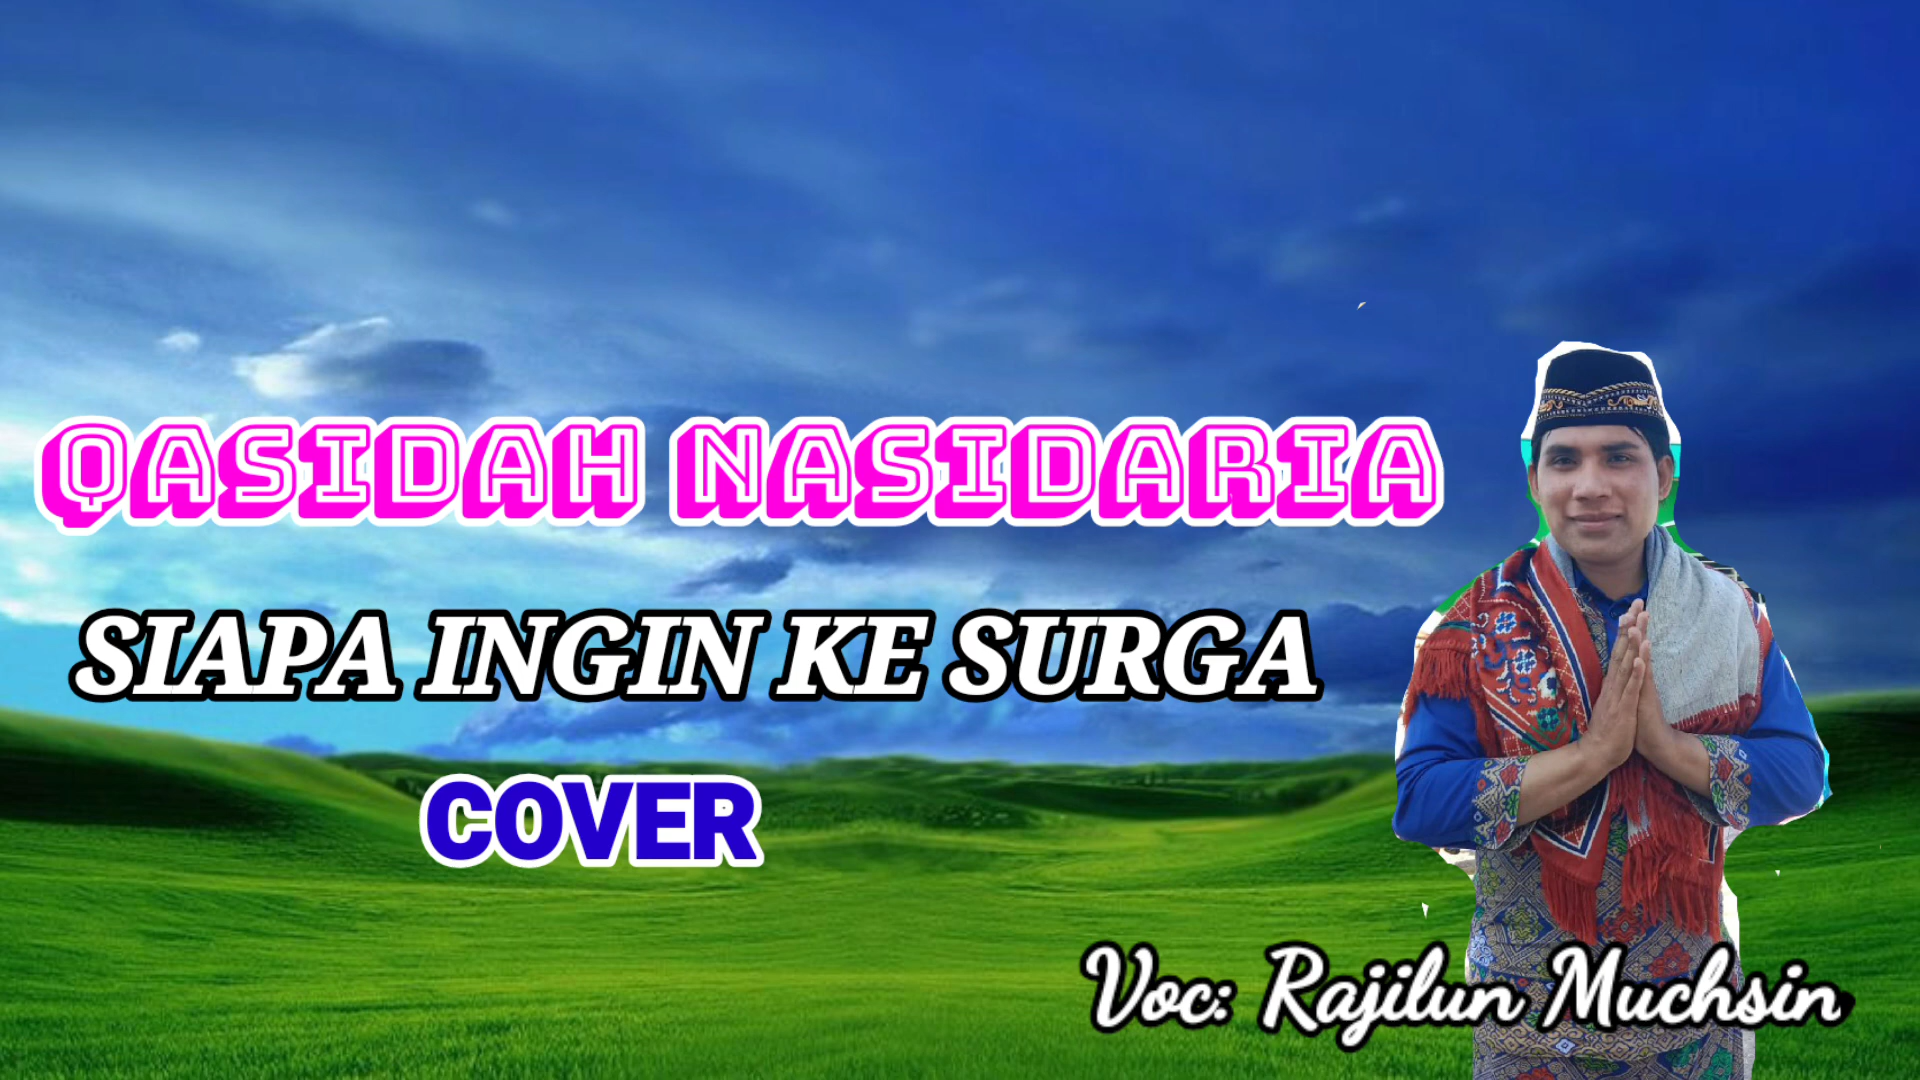 QASIDAH NASIDARIA
SIAPA INGIN KE SURGA
COVER
Voc: Rajilun Muchsin